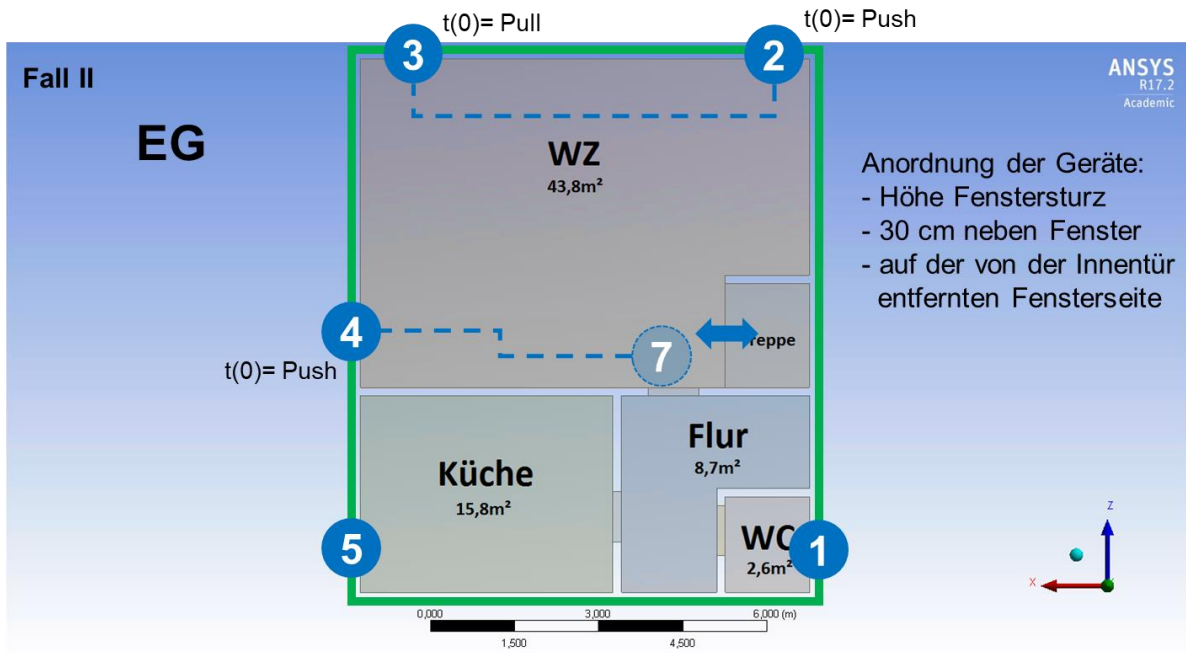 t(0)= Pull
t(0)= Push
3
2
Fall II
ANSYS
R17.2
Academic
EG
WZ
43,8m²
Anordnung der Geräte:
- Höhe Fenstersturz
- 30 cm neben Fenster
- auf der von der Innentür
entfernten Fensterseite
4
7
reppe
t(0)= Push
Flur
8,7m²
Küche
15,8m²
WC
2,6m²
5
1
Z
X
0,000
3,000
6,000 (m)
1,500
4,500